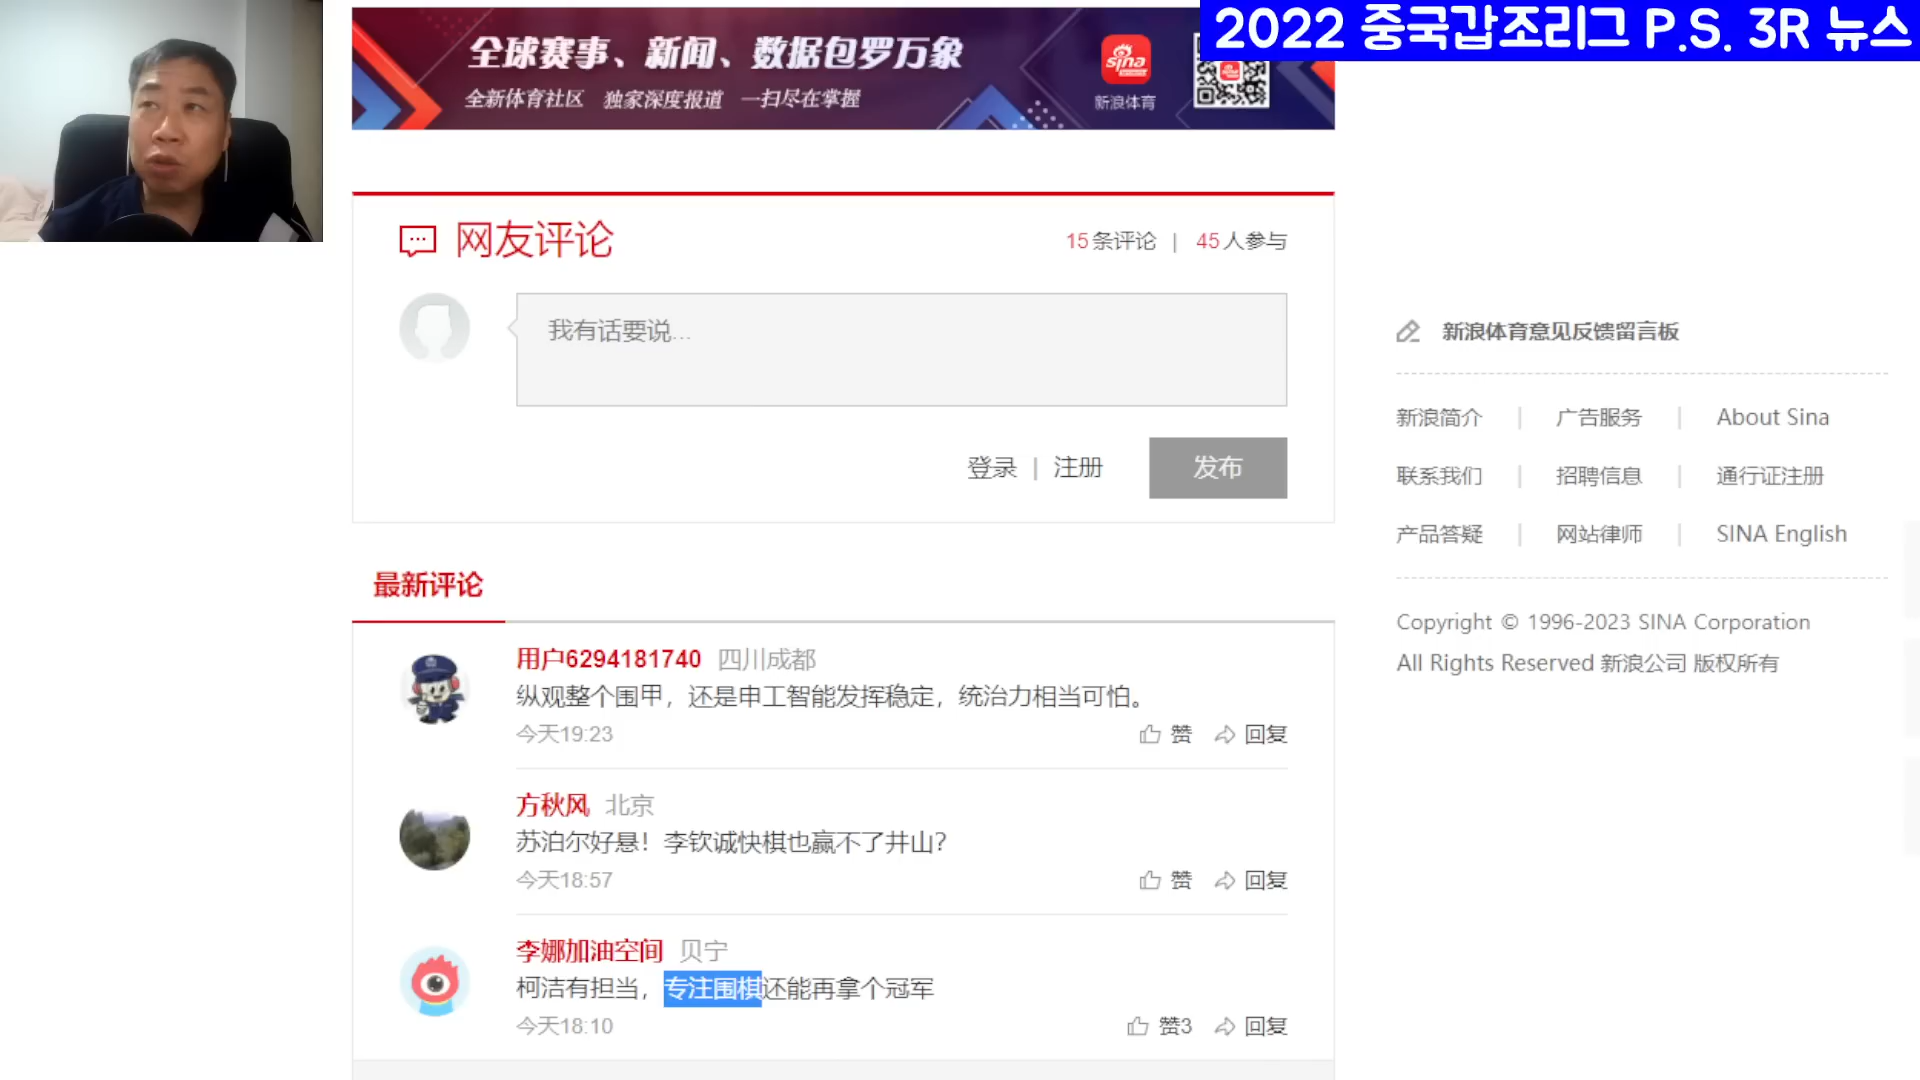 2022 중국갑조리그 P.S. 3R 뉴스
全球赛事、新闻、数据包罗万象
全新体育社区 独家深度报道 一扫尽在掌握
sina
新浪体育
网友评论
15条评论 | 45人参与
我有话要说...
登录 | 注册
发布
最新评论
用户6294181740 四川成都
纵观整个围甲，还是申工智能发挥稳定，统治力相当可怕。
今天19:23
赞 回复
方秋风 北京
苏泊尔好悬！李钦诚快棋也赢不了井山？
今天18:57
赞 回复
李娜加油空间 贝宁
柯洁有担当，专注围棋还能再拿个冠军
今天18:10
赞3 回复
新浪体育意见反馈留言板
新浪简介 | 广告服务 | About Sina
联系我们 | 招聘信息 | 通行证注册
产品答疑 | 网站律师 | SINA English
Copyright © 1996-2023 SINA Corporation
All Rights Reserved 新浪公司 版权所有